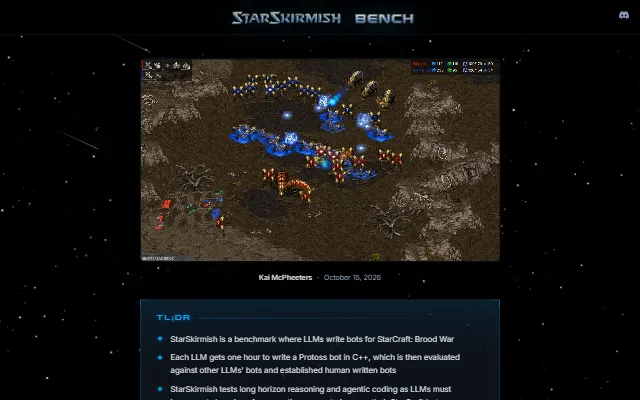 STARSKIRMISH BENCH
Kai McPheeters · October 15, 2026
TL;DR
StarSkirmish is a benchmark where LLMs write bots for StarCraft: Brood War
Each LLM gets one hour to write a Protoss bot in C++, which is then evaluated
against other LLMs' bots and established human written bots
StarSkirmish tests long horizon reasoning and agentic coding as LLMs must